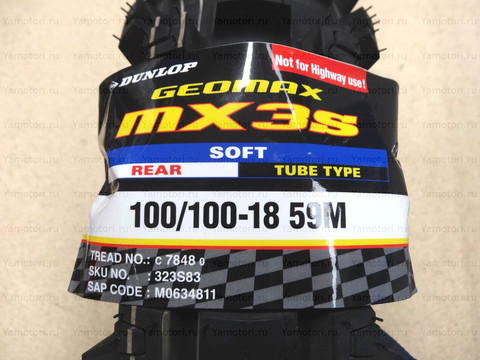 DUNLOP
Not for Highway use!
GEOMAX
MX3s
SOFT
REAR TUBE TYPE
100/100-18 59M
TREAD NO.: C 7848 0
SKU NO. : 323S83
SAP CODE : M0634811
Yamotori.ru